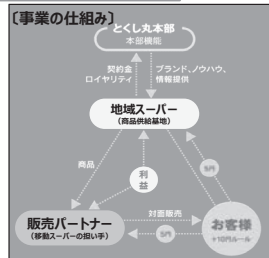 〔事業の仕組み〕
とくし丸本部
本部機能
契約金
ロイヤリティ
ブランド、ノウハウ、
情報提供
地域スーパー
(商品供給基地)
商品
利
益
5円
販売パートナー
(移動スーパーの担い手)
対面販売
5円
お客様
+10円ルール